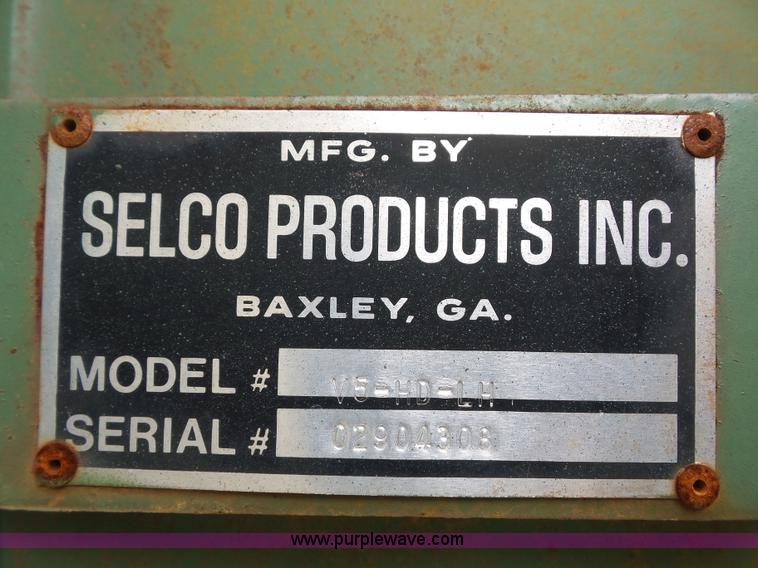 MFG. BY
SELCO PRODUCTS INC.
BAXLEY, GA.
MODEL # V5-HD-LH
SERIAL # 02904308
www.purplewave.com